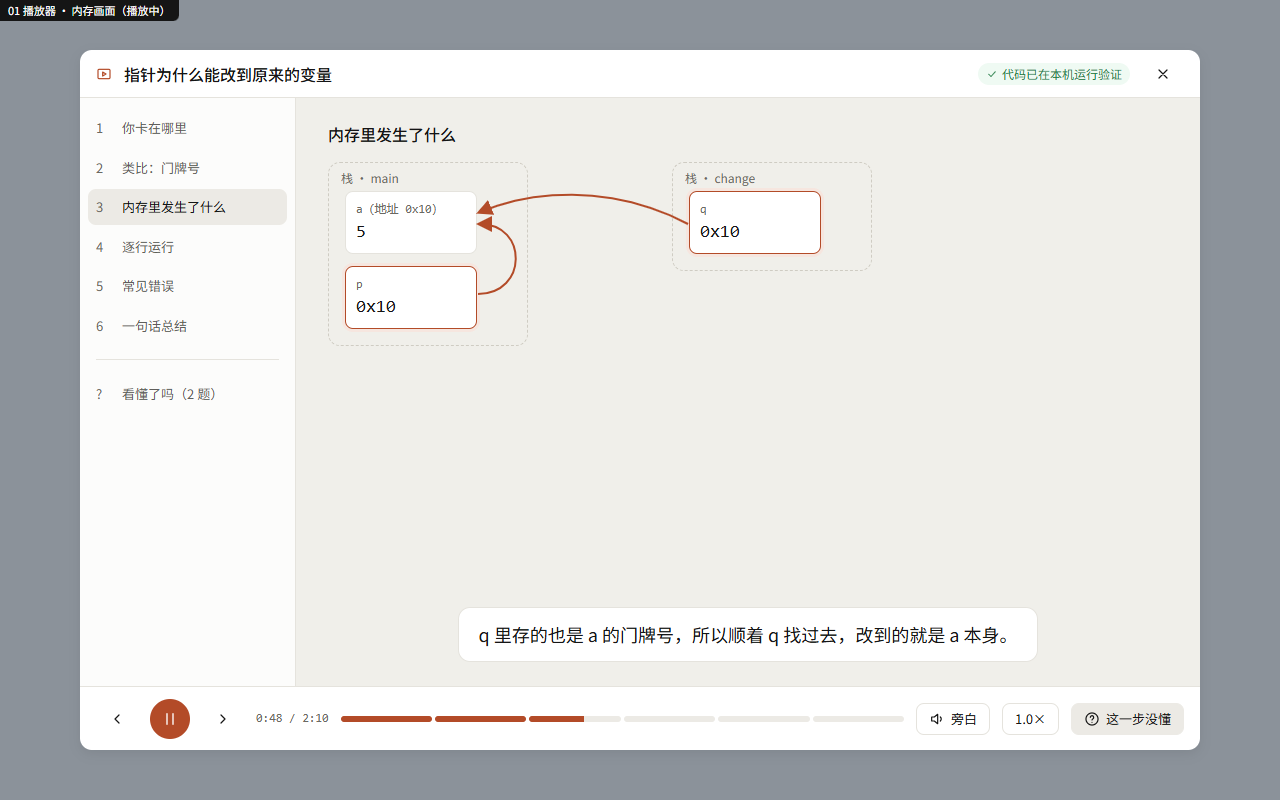 01 播放器 · 内存画面（播放中）
指针为什么能改到原来的变量
代码已在本机运行验证
1 你卡在哪里
2 类比：门牌号
3 内存里发生了什么
4 逐行运行
5 常见错误
6 一句话总结
? 看懂了吗（2 题）
内存里发生了什么
栈 · main
a（地址 0x10）
5
p
0x10
栈 · change
q
0x10
q 里存的也是 a 的门牌号，所以顺着 q 找过去，改到的就是 a 本身。
0:48 / 2:10
旁白
1.0×
这一步没懂